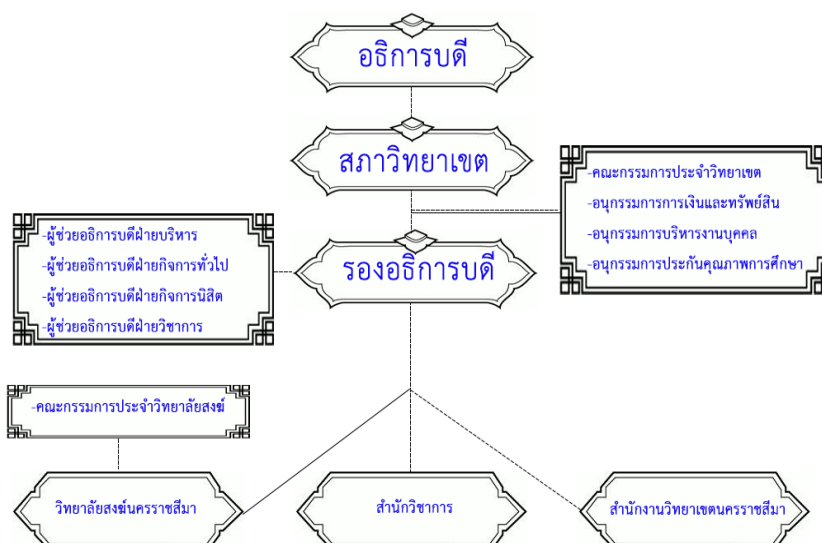 อธิการบดี
สภาวิทยาเขต
-คณะกรรมการประจำวิทยาเขต
-อนุกรรมการการเงินและทรัพย์สิน
-อนุกรรมการบริหารงานบุคคล
-อนุกรรมการประกันคุณภาพการศึกษา
-ผู้ช่วยอธิการบดีฝ่ายบริหาร
-ผู้ช่วยอธิการบดีฝ่ายกิจการทั่วไป
-ผู้ช่วยอธิการบดีฝ่ายกิจการนิสิต
-ผู้ช่วยอธิการบดีฝ่ายวิชาการ
รองอธิการบดี
-คณะกรรมการประจำวิทยาลัยสงฆ์
วิทยาลัยสงฆ์นครราชสีมา
สำนักวิชาการ
สำนักงานวิทยาเขตนครราชสีมา